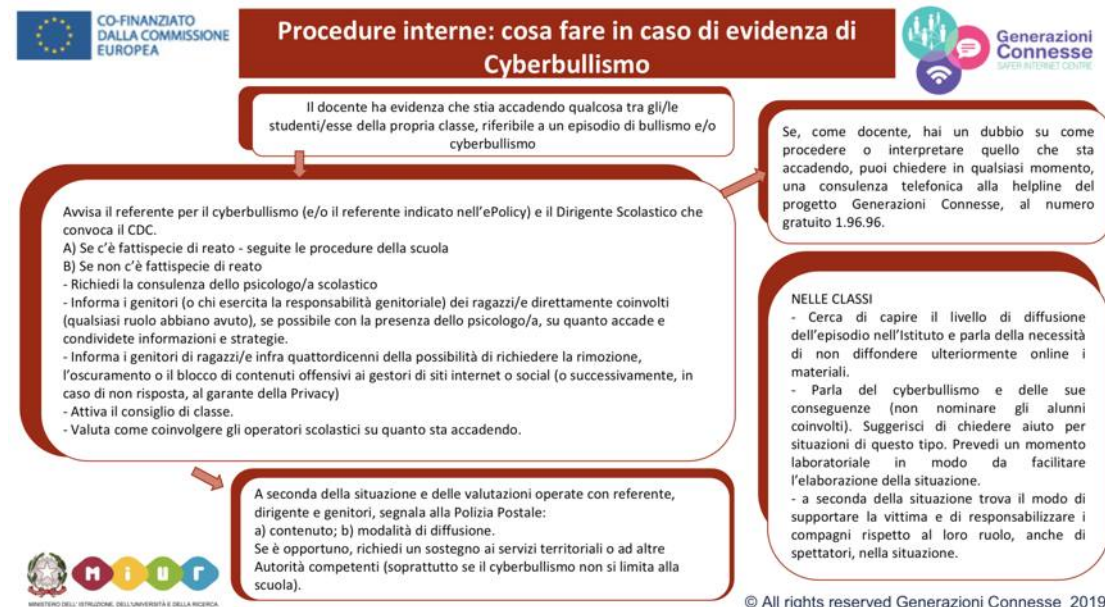 CO-FINANZIATO
DALLA COMMISSIONE
EUROPEA
Procedure interne: cosa fare in caso di evidenza di
Cyberbullismo
Generazioni
Connesse
SAFER INTERNET CENTRE
Il docente ha evidenza che stia accadendo qualcosa tra gli/le
studenti/esse della propria classe, riferibile a un episodio di bullismo e/o
cyberbullismo
Se, come docente, hai un dubbio su come
procedere o interpretare quello che sta
accadendo, puoi chiedere in qualsiasi momento,
una consulenza telefonica alla helpline del
progetto Generazioni Connesse, al numero
gratuito 1.96.96.
Avvisa il referente per il cyberbullismo (e/o il referente indicato nell'ePolicy) e il Dirigente Scolastico che
convoca il CDC.
A) Se c'è fattispecie di reato - seguite le procedure della scuola
B) Se non c'è fattispecie di reato
- Richiedi la consulenza dello psicologo/a scolastico
- Informa i genitori (o chi esercita la responsabilità genitoriale) dei ragazzi/e direttamente coinvolti
(qualsiasi ruolo abbiano avuto), se possibile con la presenza dello psicologo/a, su quanto accade e
condividete informazioni e strategie.
- Informa i genitori di ragazzi/e infra quattordicenni della possibilità di richiedere la rimozione,
l'oscuramento o il blocco di contenuti offensivi ai gestori di siti internet o social (o successivamente, in
caso di non risposta, al garante della Privacy)
- Attiva il consiglio di classe.
- Valuta come coinvolgere gli operatori scolastici su quanto sta accadendo.
NELLE CLASSI
- Cerca di capire il livello di diffusione
dell'episodio nell'Istituto e parla della necessità
di non diffondere ulteriormente online i
materiali.
- Parla del cyberbullismo e delle sue
conseguenze (non nominare gli alunni
coinvolti). Suggerisci di chiedere aiuto per
situazioni di questo tipo. Prevedi un momento
laboratoriale in modo da facilitare
l'elaborazione della situazione.
- a seconda della situazione trova il modo di
supportare la vittima e di responsabilizzare i
compagni rispetto al loro ruolo, anche di
spettatori, nella situazione.
A seconda della situazione e delle valutazioni operate con referente,
dirigente e genitori, segnala alla Polizia Postale:
a) contenuto; b) modalità di diffusione.
Se è opportuno, richiedi un sostegno ai servizi territoriali o ad altre
Autorità competenti (soprattutto se il cyberbullismo non si limita alla
scuola).
MIUR
MINISTERO DELL'ISTRUZIONE, DELL'UNIVERSITÀ E DELLA RICERCA
© All rights reserved Generazioni Connesse 2019